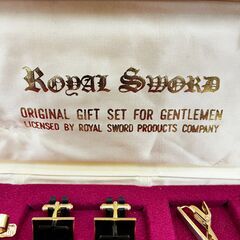 ROYAL SWORD
ORIGINAL GIFT SET FOR GENTLEMEN
LICENSED BY ROYAL SWORD PRODUCTS COMPANY